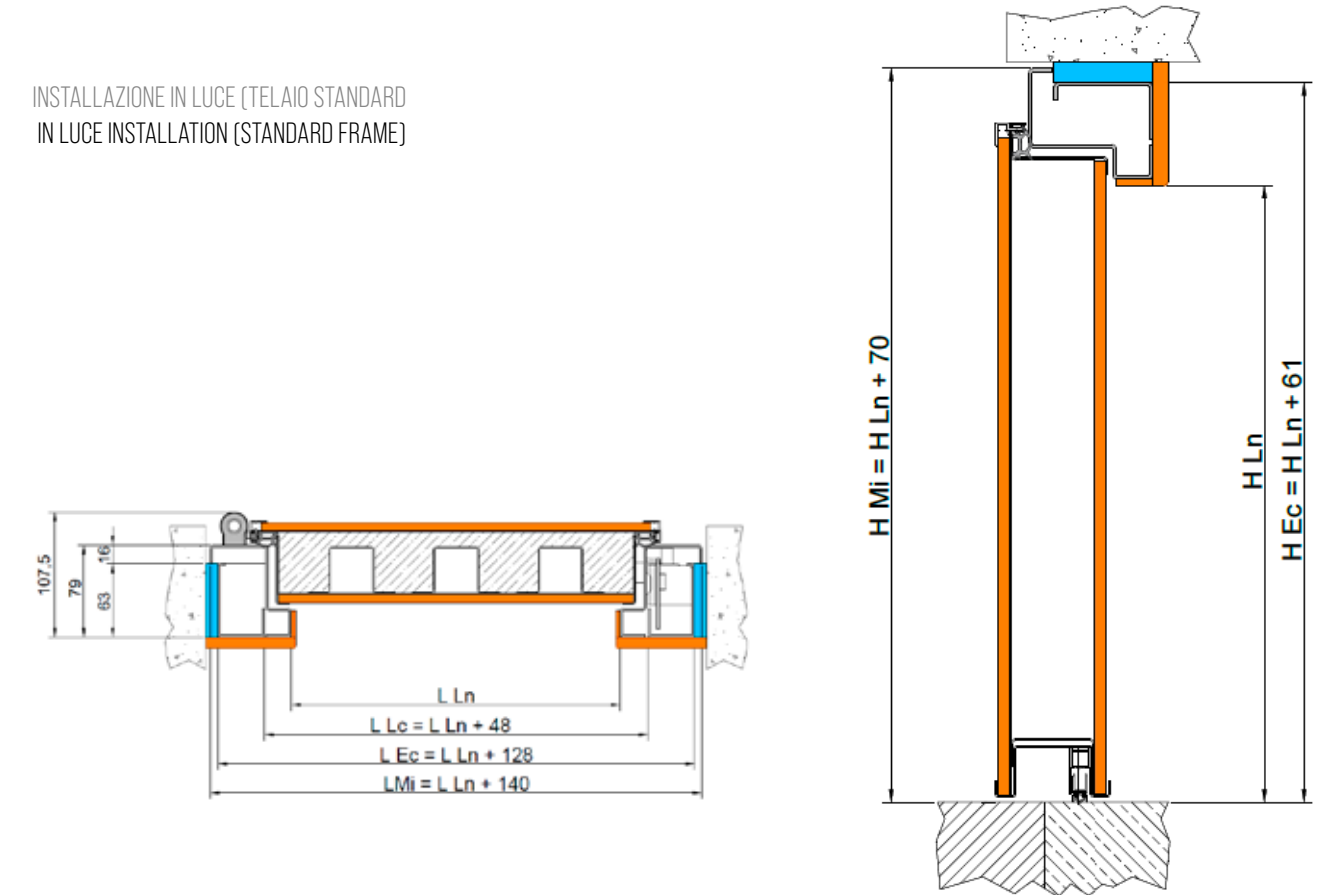 INSTALLAZIONE IN LUCE (TELAIO STANDARD
IN LUCE INSTALLATION (STANDARD FRAME)
107,5
79
16
63
L Ln
L Lc = L Ln + 48
L Ec = L Ln + 128
LMi = L Ln + 140
H Mi = H Ln + 70
H Ln
H Ec = H Ln + 61